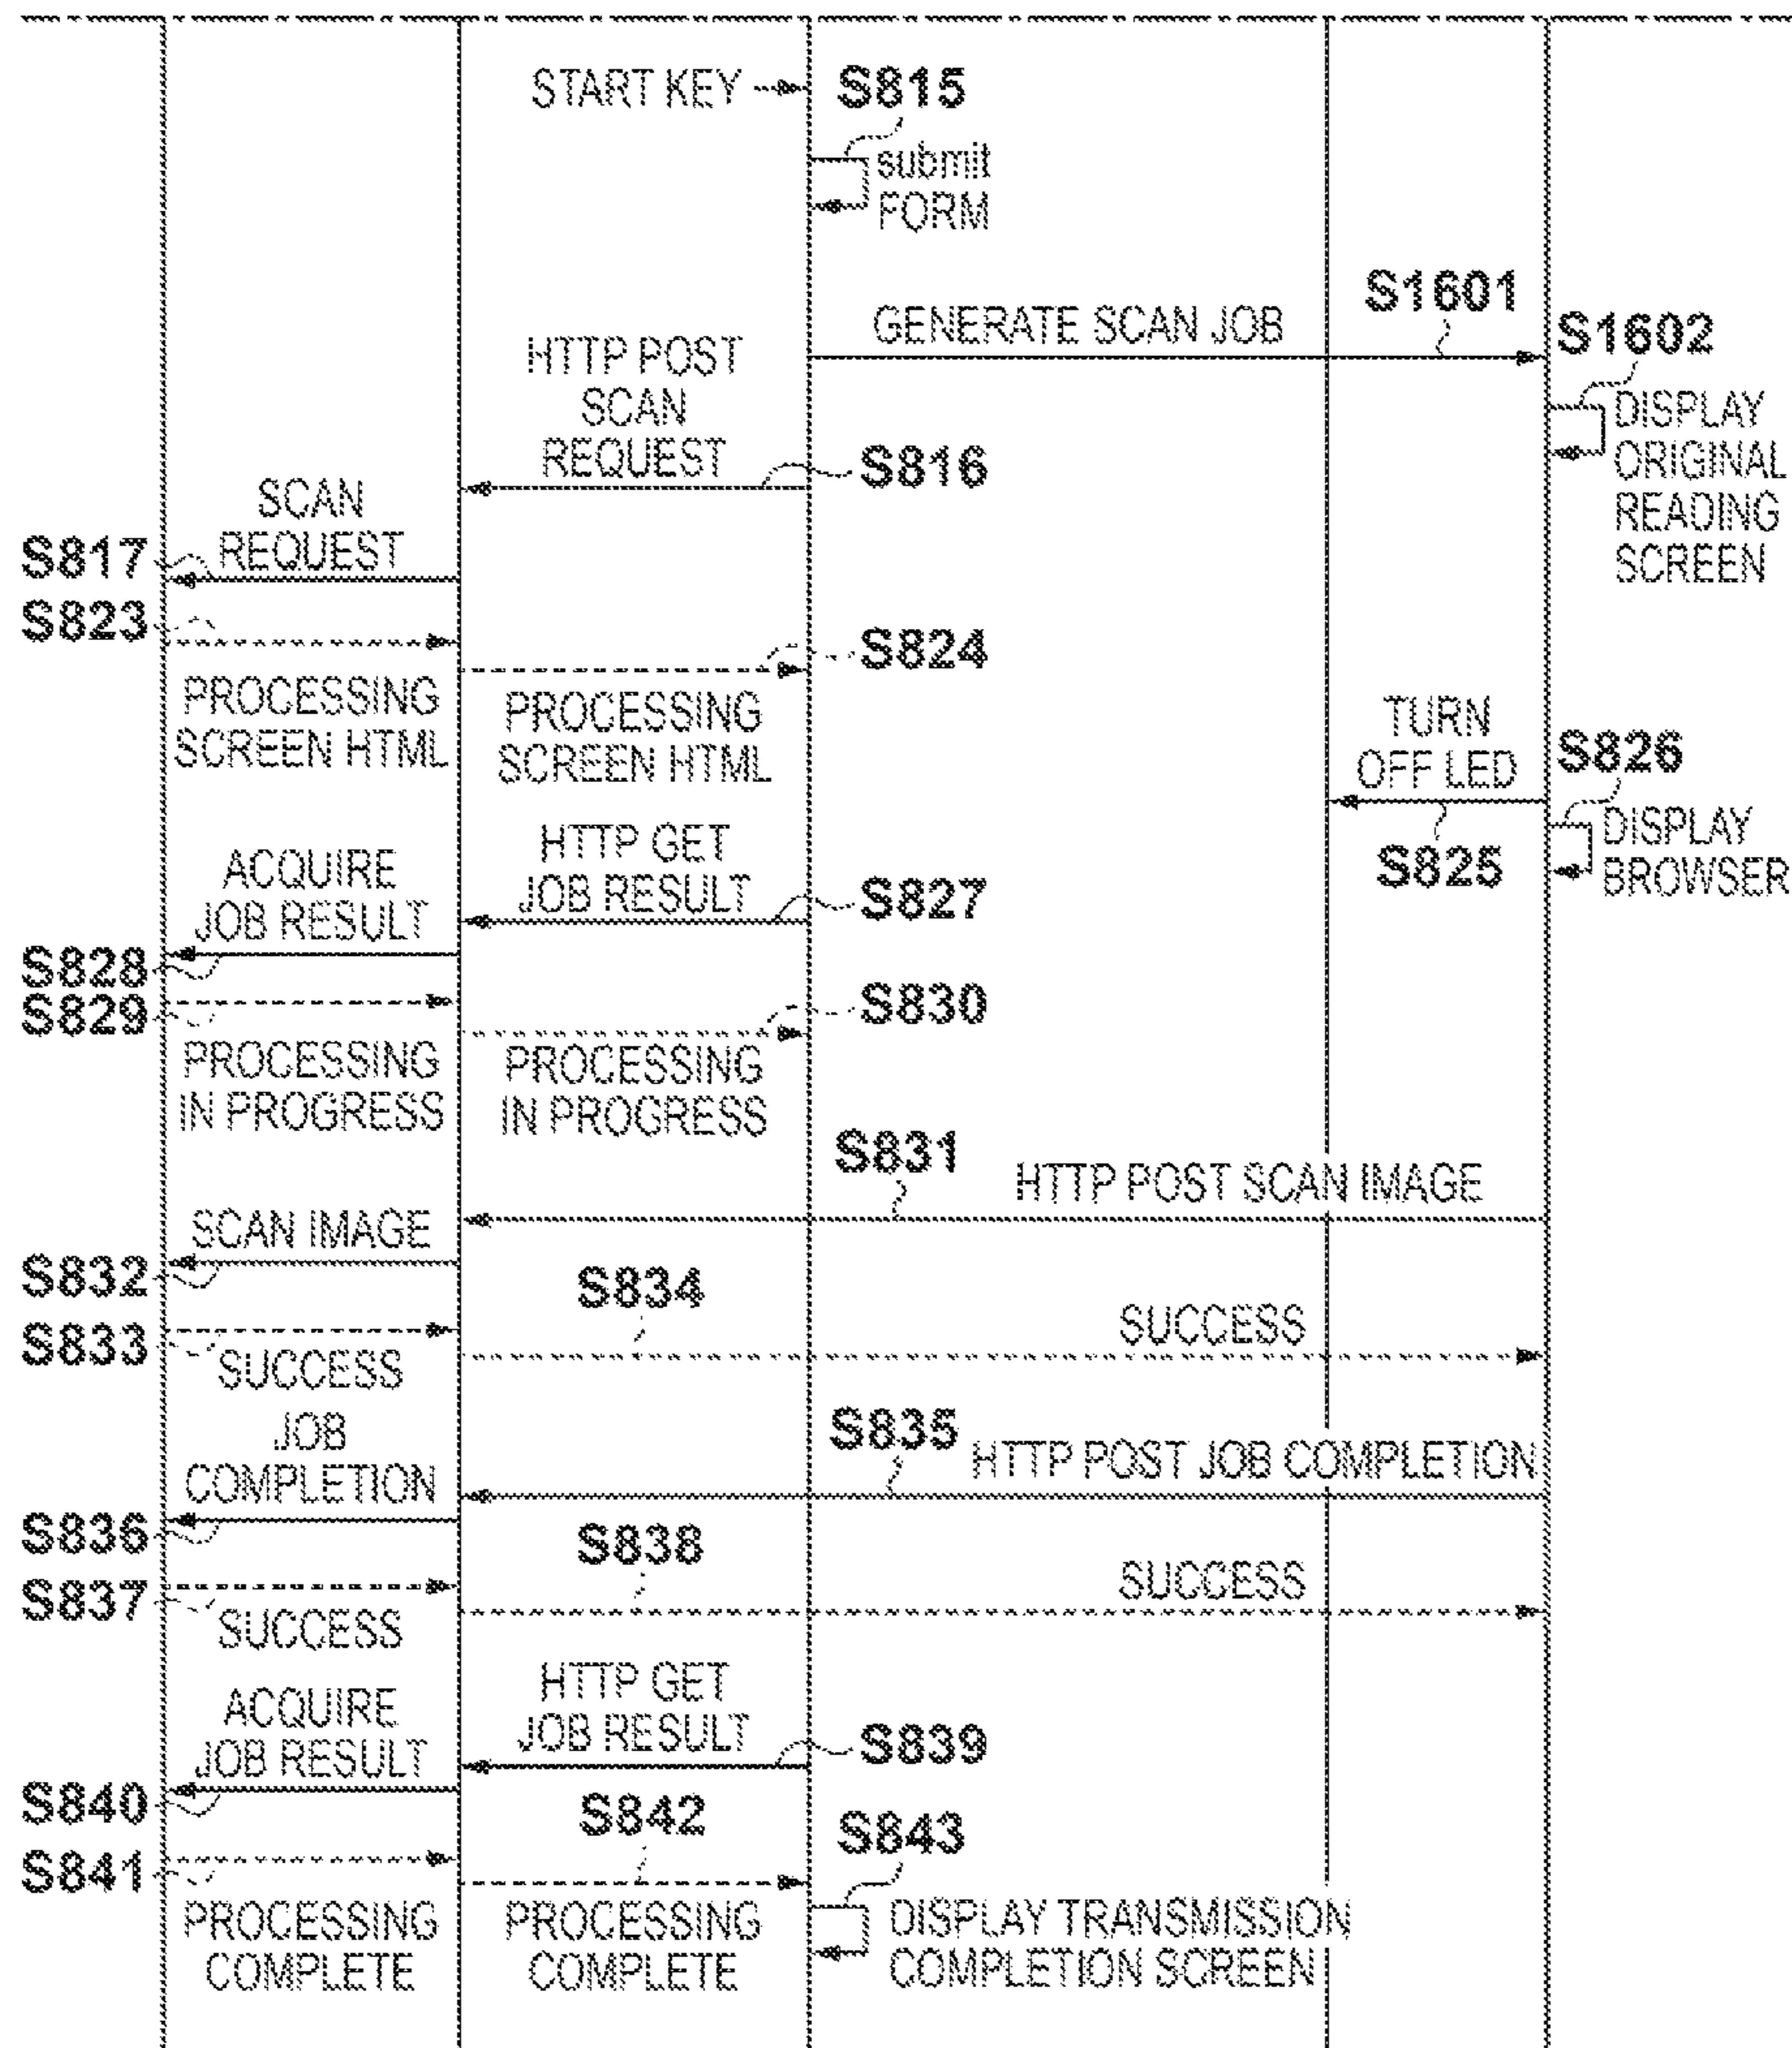 START KEY
S815
submit
FORM
S1601
GENERATE SCAN JOB
S1602
HTTP POST
SCAN
REQUEST
DISPLAY
ORIGINAL
READING
SCREEN
S816
SCAN
REQUEST
S817
S823
S824
PROCESSING
SCREEN HTML
PROCESSING
SCREEN HTML
TURN
OFF LED
S826
S825
DISPLAY
BROWSER
HTTP GET
JOB RESULT
ACQUIRE
JOB RESULT
S827
S828
S829
S830
PROCESSING
IN PROGRESS
PROCESSING
IN PROGRESS
S831
HTTP POST SCAN IMAGE
SCAN IMAGE
S832
S834
SUCCESS
S833
SUCCESS
JOB
COMPLETION
S835
HTTP POST JOB COMPLETION
S836
S838
SUCCESS
S837
SUCCESS
HTTP GET
JOB RESULT
ACQUIRE
JOB RESULT
S839
S840
S842
S843
S841
PROCESSING
COMPLETE
PROCESSING
COMPLETE
DISPLAY TRANSMISSION
COMPLETION SCREEN